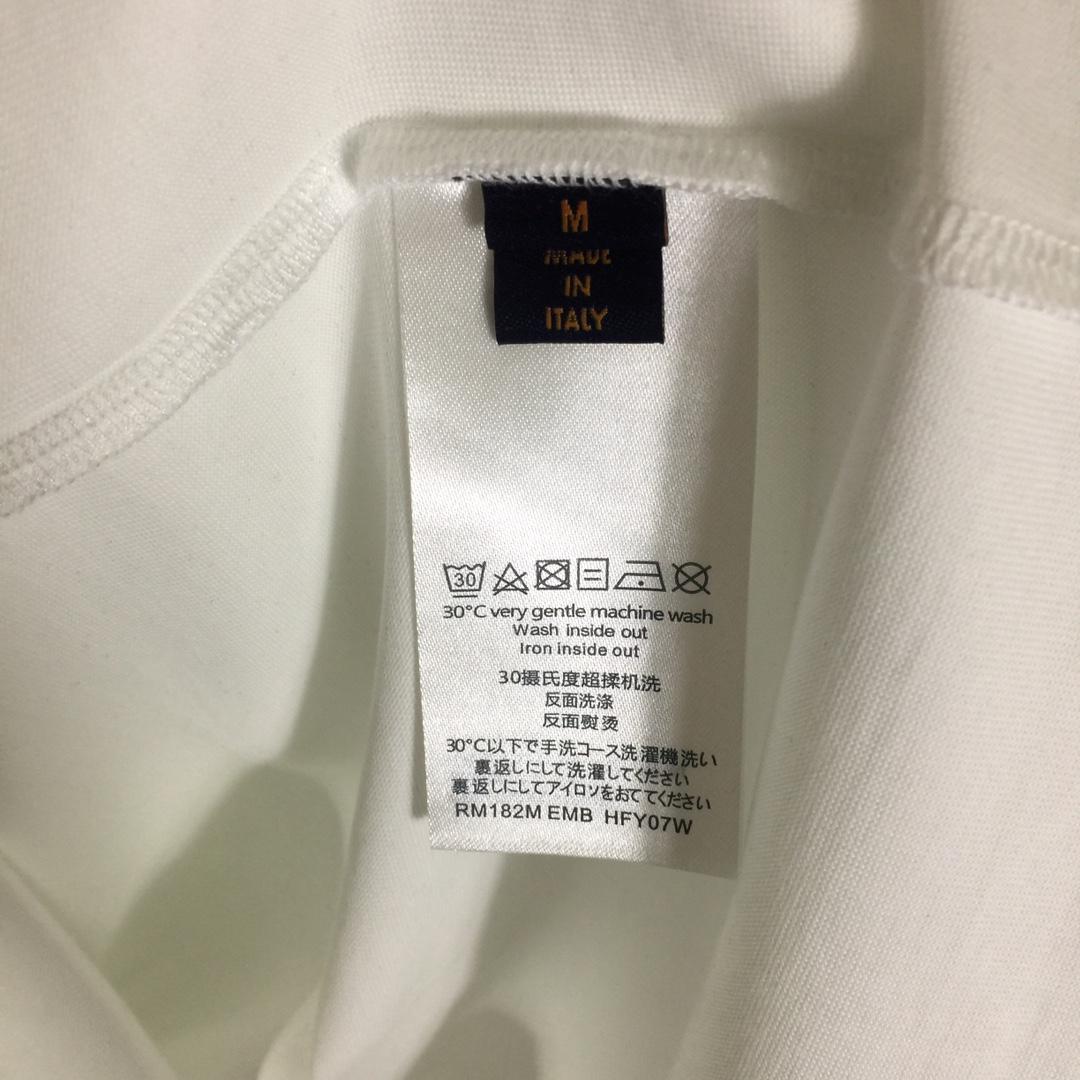 M
MADE
IN
ITALY
30
30°C very gentle machine wash
Wash inside out
Iron inside out
30摄氏度超揉机洗
反面洗涤
反面熨烫
30℃以下で手洗コース洗濯機洗い
裏返しにして洗濯してください
裏返しにしてアイロソをおててください
RM182M EMB HFY07W